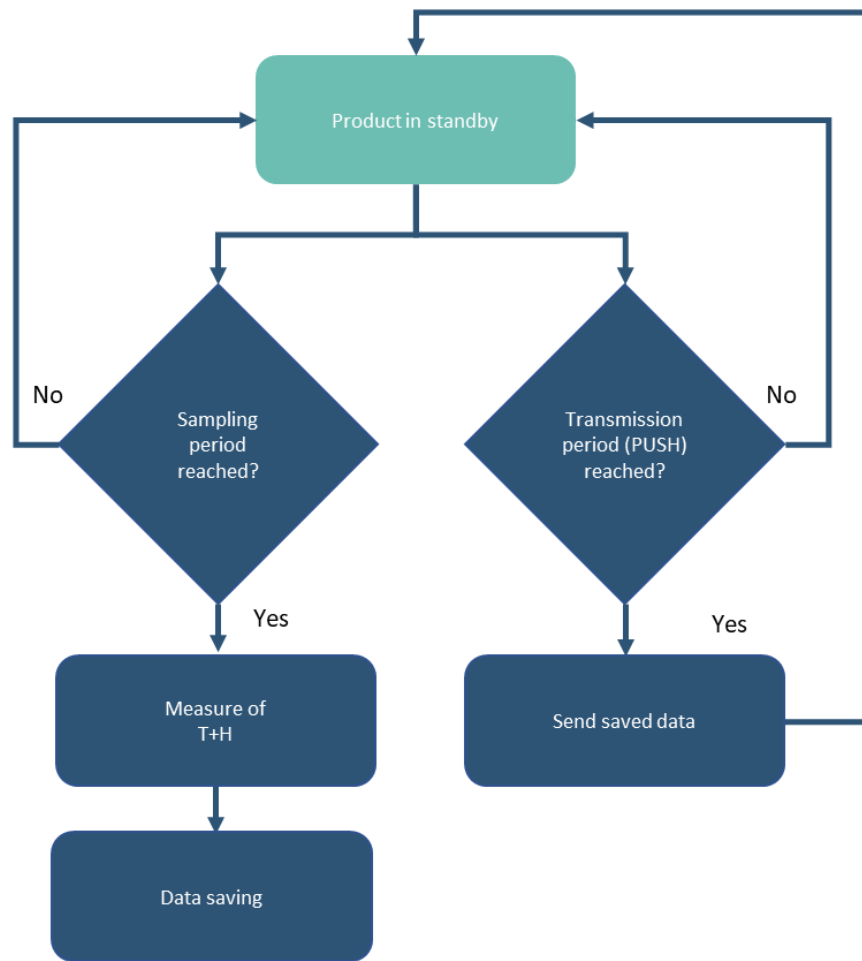 Product in standby
No
Sampling
period
reached?
Transmission
period (PUSH)
reached?
No
Yes
Yes
Measure of
T+H
Send saved data
Data saving